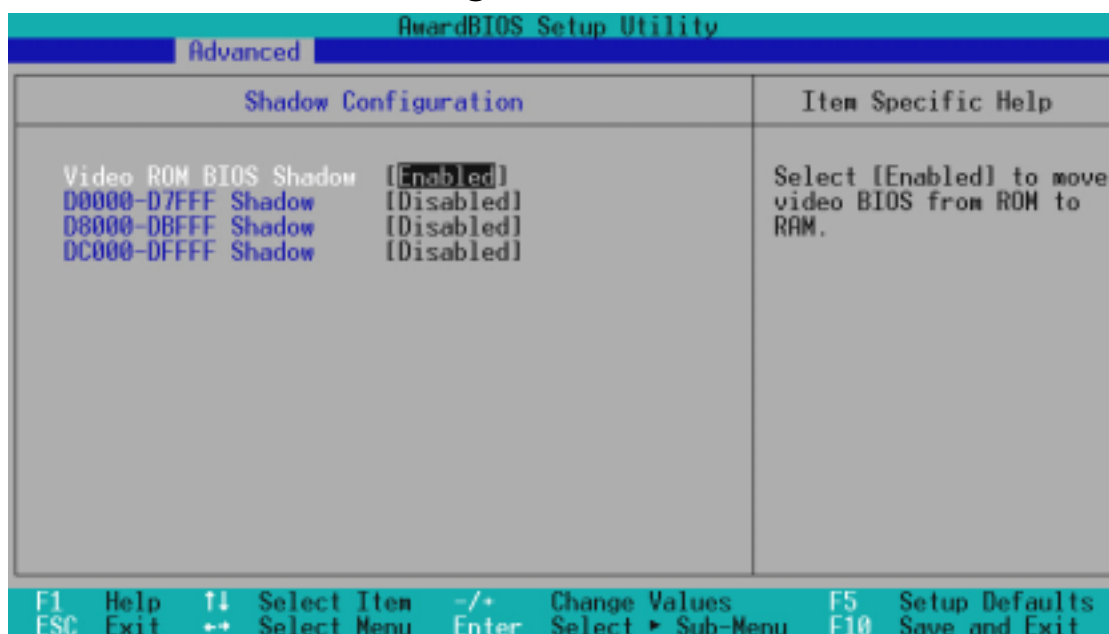 AwardBIOS Setup Utility
Advanced
Shadow Configuration
Item Specific Help
Video ROM BIOS Shadow [Enabled]
D0000-D7FFF Shadow [Disabled]
D8000-DBFFF Shadow [Disabled]
DC000-DFFFF Shadow [Disabled]
Select [Enabled] to move
video BIOS from ROM to
RAM.
F1 Help ↑↓ Select Item -/+ Change Values F5 Setup Defaults
ESC Exit ←→ Select Menu Enter Select ► Sub-Menu F10 Save and Exit